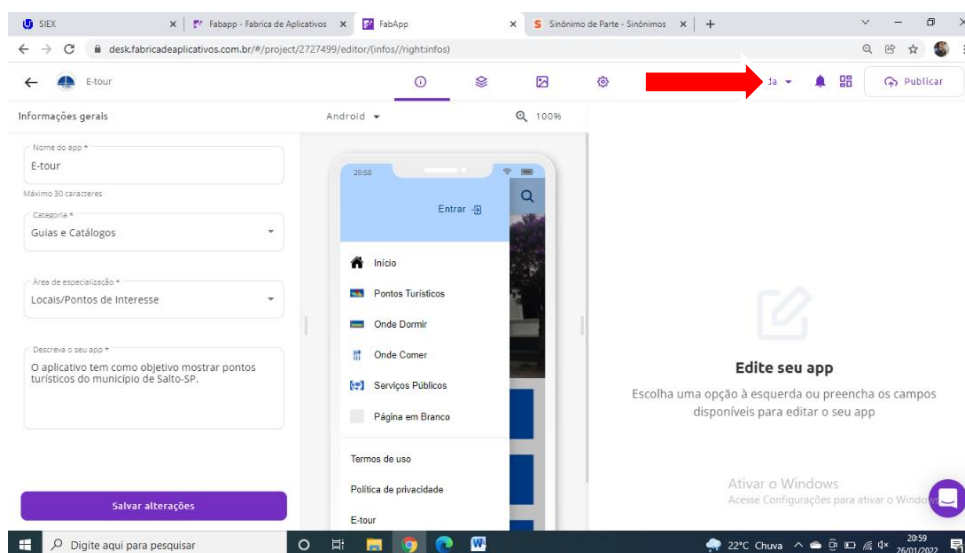 SIEX
Fabapp - Fabrica de Aplicativos
FabApp
Sinônimo de Parte - Sinônimos
desk.fabricadeaplicativos.com.br/#/project/2727499/editor/(infos//rightinfos)
E-tour
Publicar
Informações gerais
Android
100%
Nome do app *
E-tour
Máximo 30 caracteres
Categoria *
Guias e Catálogos
Área de especialização *
Locais/Pontos de Interesse
Descreva o seu app *
O aplicativo tem como objetivo mostrar pontos
turísticos do município de Salto-SP.
Salvar alterações
20:58
Entrar
Início
Pontos Turísticos
Onde Dormir
Onde Comer
Serviços Públicos
Página em Branco
Termos de uso
Política de privacidade
E-tour
Edite seu app
Escolha uma opção à esquerda ou preencha os campos
disponíveis para editar o seu app
Ativar o Windows
Acesse Configurações para ativar o Windows
Digite aqui para pesquisar
22°C Chuva
20:59
26/01/2022